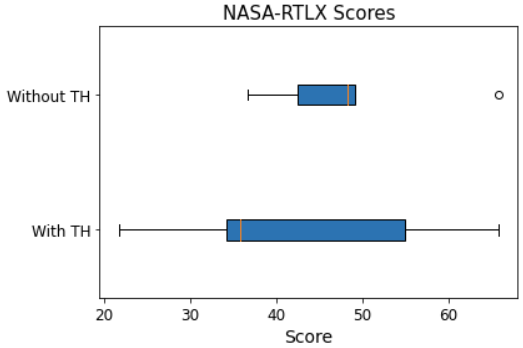 NASA-RTLX Scores
Without TH
With TH
20 30 40 50 60
Score